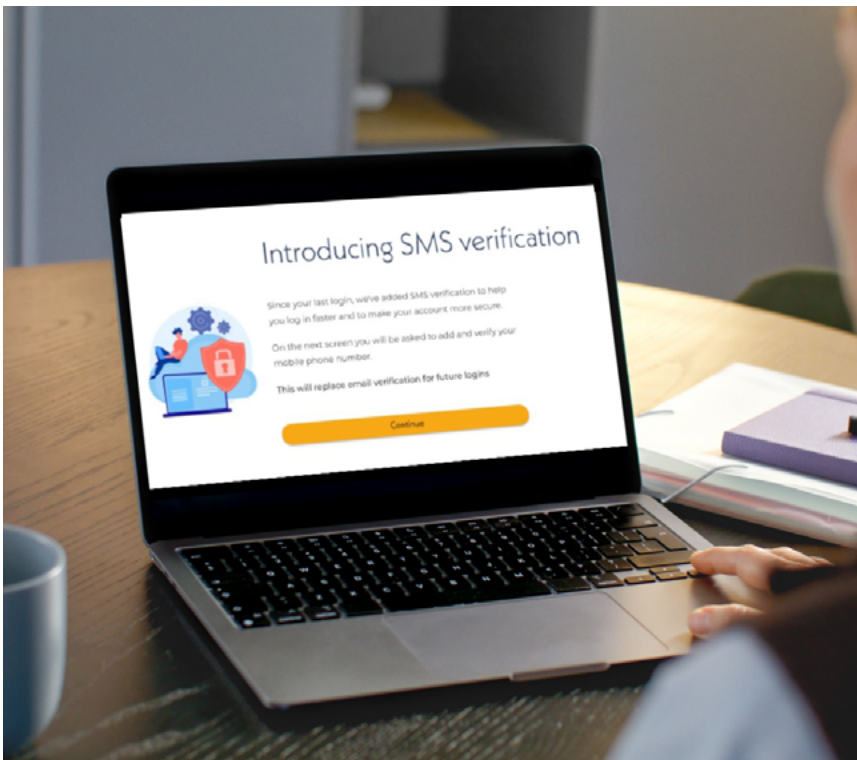 Introducing SMS verification
Since your last login, we've added SMS verification to help
you log in faster and to make your account more secure.
On the next screen you will be asked to add and verify your
mobile phone number.
This will replace email verification for future logins
Continue